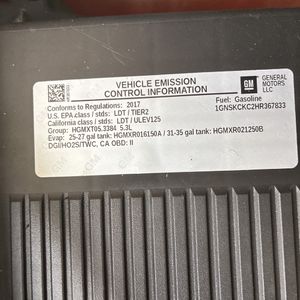 VEHICLE EMISSION
CONTROL INFORMATION
GM
GENERAL
MOTORS
LLC
Conforms to Regulations: 2017
Fuel: Gasoline
U.S. EPA class / stds: LDT / TIER2
1GNSKCKC2HR367833
California class / stds: LDT / ULEV125
Group: HGMXT05.3384 5.3L
Evap: 25-27 gal tank: HGMXR016150A / 31-35 gal tank: HGMXR021250B
DGI/HO2S/TWC, CA OBD: II